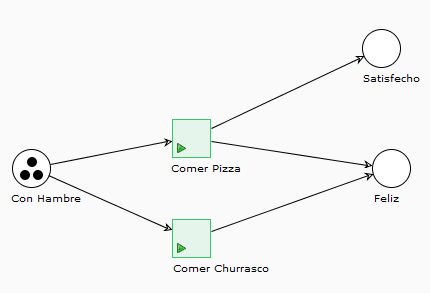 Satisfecho
Comer Pizza
Con Hambre
Feliz
Comer Churrasco